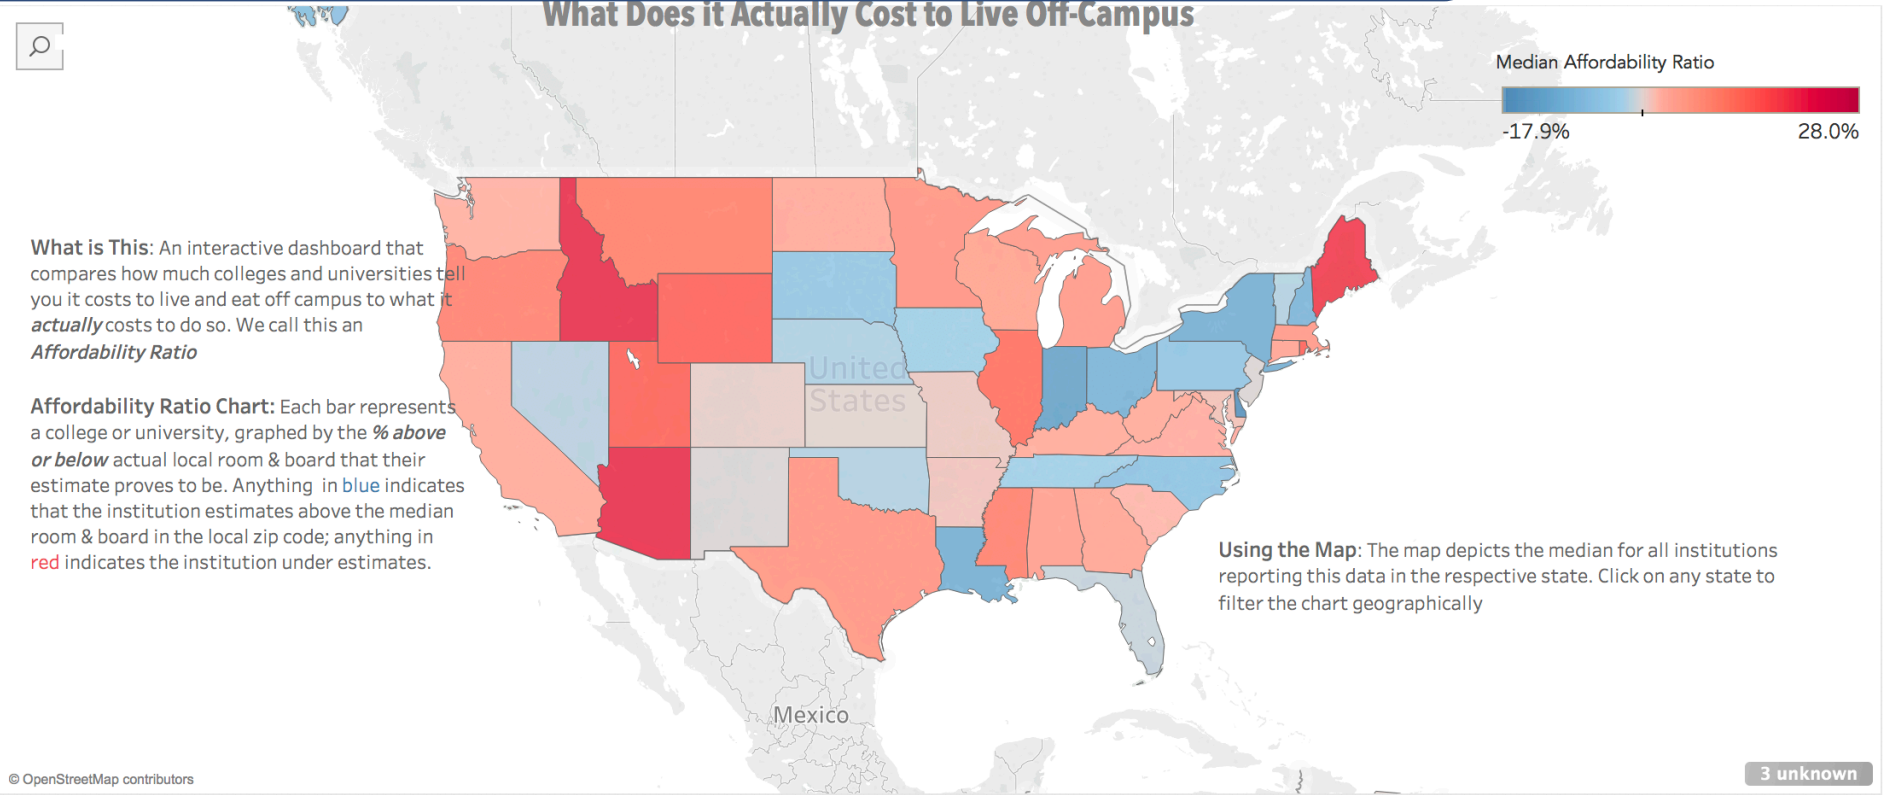 What Does it Actually Cost to Live Off-Campus
Median Affordability Ratio
-17.9% 28.0%
What is This: An interactive dashboard that
compares how much colleges and universities tell
you it costs to live and eat off campus to what it
actually costs to do so. We call this an
Affordability Ratio
Affordability Ratio Chart: Each bar represents
a college or university, graphed by the % above
or below actual local room & board that their
estimate proves to be. Anything in blue indicates
that the institution estimates above the median
room & board in the local zip code; anything in
red indicates the institution under estimates.
United
States
Using the Map: The map depicts the median for all institutions
reporting this data in the respective state. Click on any state to
filter the chart geographically
Mexico
© OpenStreetMap contributors
3 unknown